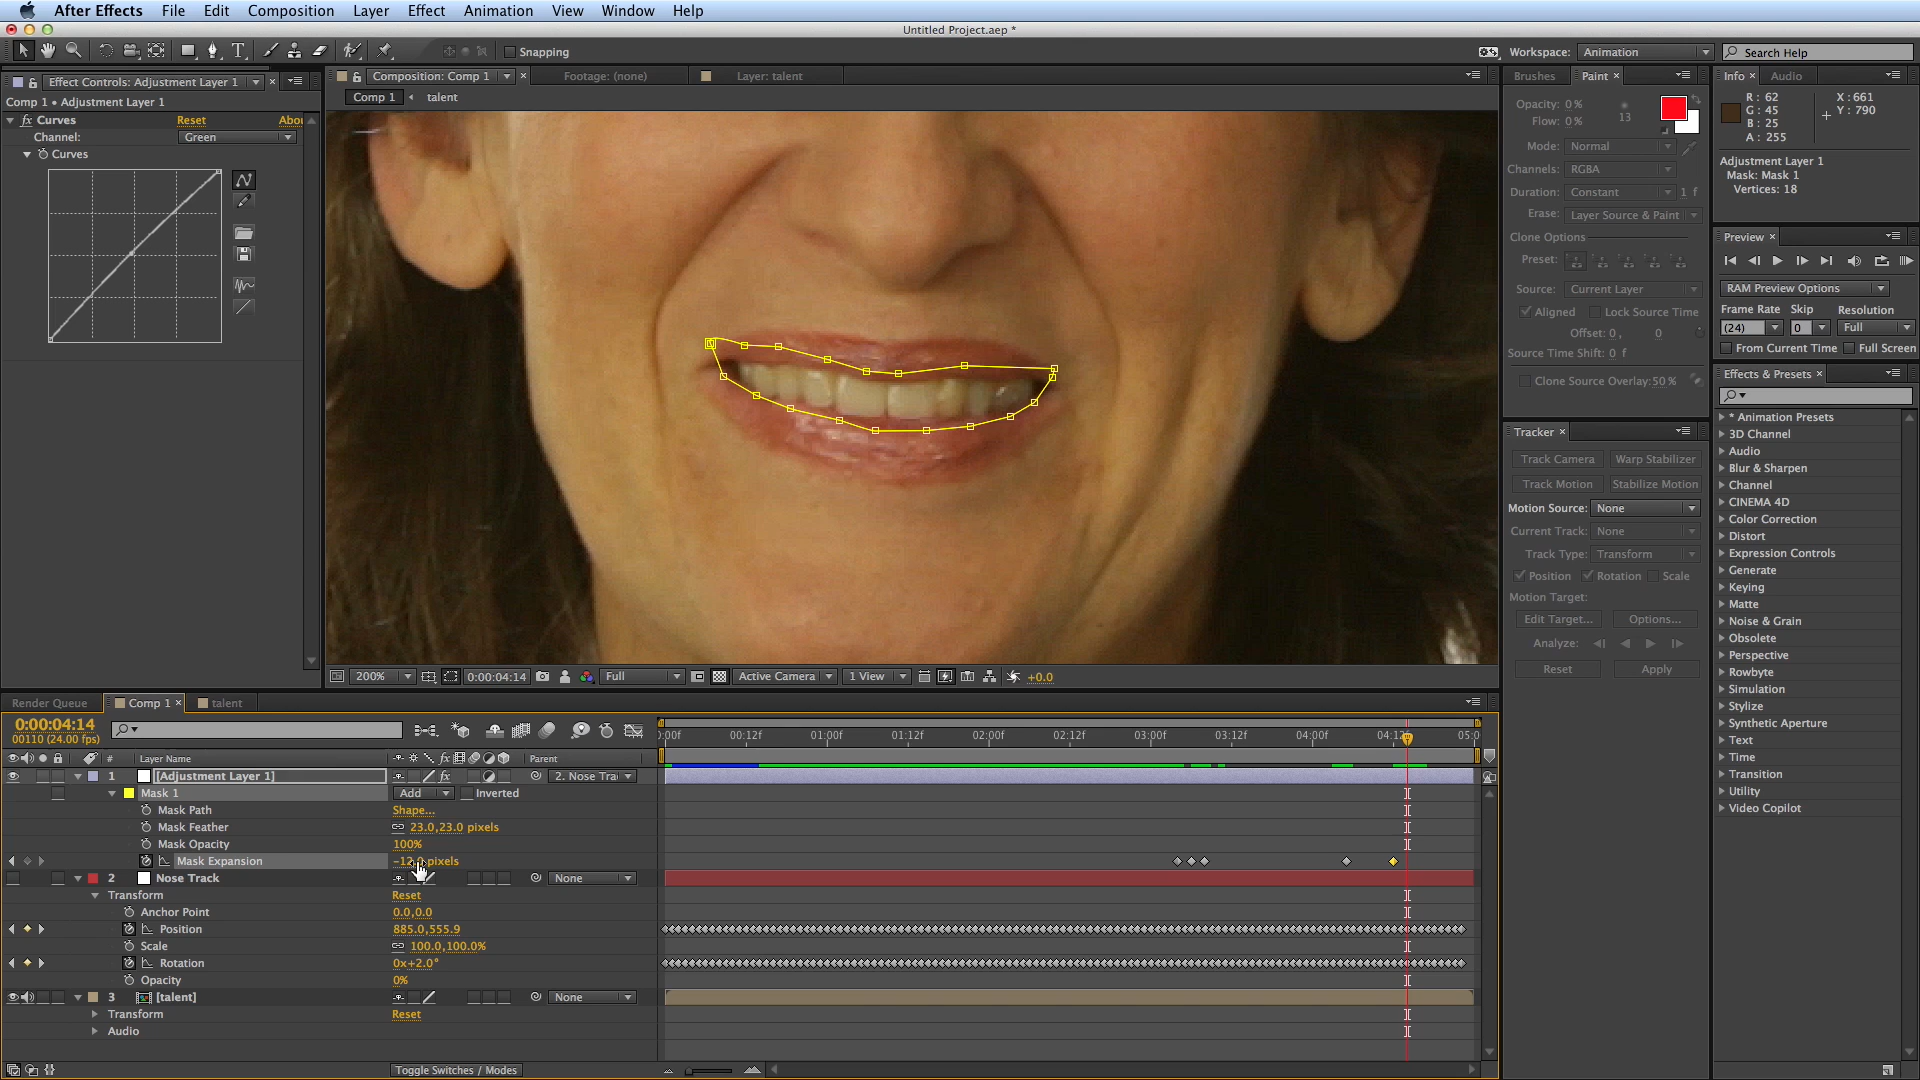 After Effects File Edit Composition Layer Effect Animation View Window Help
Untitled Project.aep *
Snapping
Workspace: Animation
Search Help
Effect Controls: Adjustment Layer 1
Comp 1 • Adjustment Layer 1
fx Curves Reset Abou
Channel: Green
Curves
Composition: Comp 1
Footage: (none)
Layer: talent
Comp 1
talent
200%
0:00:04:14
Full
Active Camera
1 View
+0.0
Brushes
Paint
Opacity: 0 %
Flow: 0 %
13
Mode: Normal
Channels: RGBA
Duration: Constant 1 f
Erase: Layer Source & Paint
Clone Options
Preset:
Source: Current Layer
Aligned Lock Source Time
Offset: 0 , 0
Source Time Shift: 0 f
Clone Source Overlay: 50 %
Tracker
Track Camera Warp Stabilizer
Track Motion Stabilize Motion
Motion Source: None
Current Track: None
Track Type: Transform
Position Rotation Scale
Motion Target:
Edit Target... Options...
Analyze:
Reset Apply
Info
Audio
R : 62
G : 45
B : 25
A : 255
X : 661
Y : 790
Adjustment Layer 1
Mask: Mask 1
Vertices: 18
Preview
RAM Preview Options
Frame Rate Skip Resolution
(24) 0 Full
From Current Time Full Screen
Effects & Presets
* Animation Presets
3D Channel
Audio
Blur & Sharpen
Channel
CINEMA 4D
Color Correction
Distort
Expression Controls
Generate
Keying
Matte
Noise & Grain
Obsolete
Perspective
Rowbyte
Simulation
Stylize
Synthetic Aperture
Text
Time
Transition
Utility
Video Copilot
Render Queue
Comp 1
talent
0:00:04:14
00110 (24.00 fps)
# Layer Name Parent
:00f 00:12f 01:00f 01:12f 02:00f 02:12f 03:00f 03:12f 04:00f 04:12f 05:0
1 [Adjustment Layer 1] fx 2. Nose Tra
Mask 1 Add Inverted
Mask Path Shape...
Mask Feather 23.0,23.0 pixels
Mask Opacity 100%
Mask Expansion pixels
2 Nose Track None
Transform Reset
Anchor Point 0.0,0.0
Position 885.0,555.9
Scale 100.0,100.0%
Rotation 0x+2.0°
Opacity 0%
3 [talent] None
Transform Reset
Audio
Toggle Switches / Modes